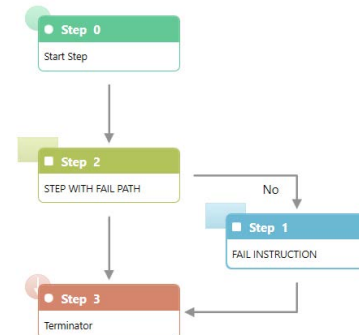 Step 0
Start Step
Step 2
STEP WITH FAIL PATH
No
Step 1
FAIL INSTRUCTION
Step 3
Terminator